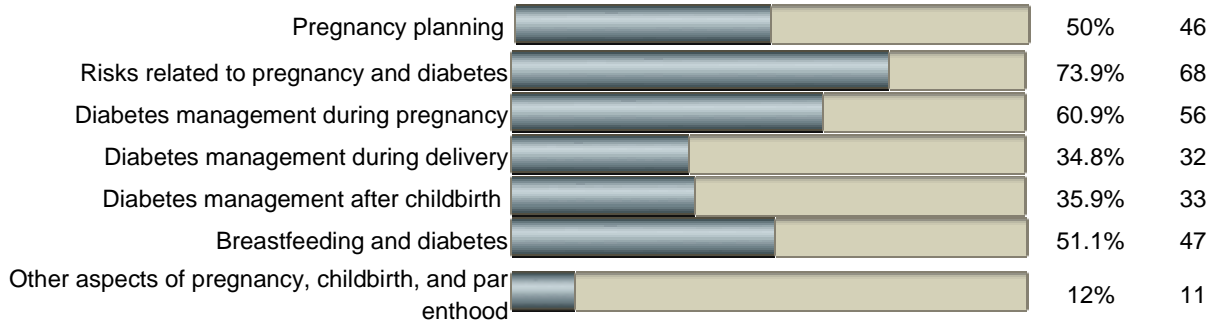 Pregnancy planning 50% 46
Risks related to pregnancy and diabetes 73.9% 68
Diabetes management during pregnancy 60.9% 56
Diabetes management during delivery 34.8% 32
Diabetes management after childbirth 35.9% 33
Breastfeeding and diabetes 51.1% 47
Other aspects of pregnancy, childbirth, and par
enthood 12% 11